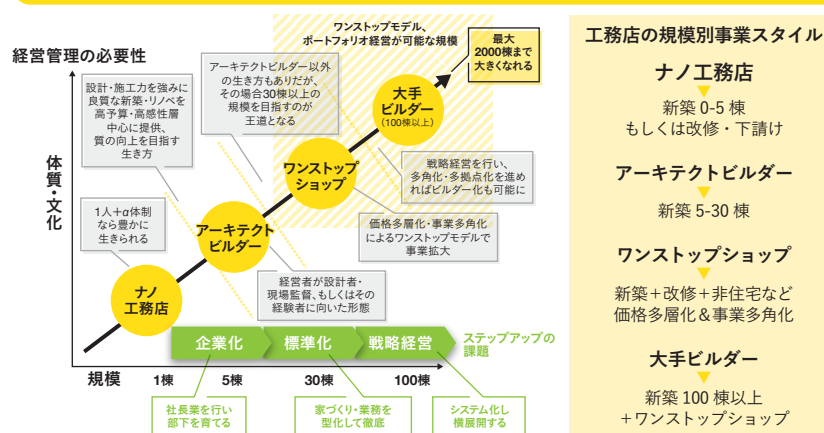 ワンストップモデル、
ポートフォリオ経営が可能な規模
最大
2000棟まで
大きくなれる
経営管理の必要性
体質・文化
設計・施工力を強みに
良質な新築・リノベを
高予算・高感性層
中心に提供、
質の向上を目指す
生き方
アーキテクトビルダー以外
の生き方もありだが、
その場合30棟以上の
規模を目指すのが
王道となる
大手
ビルダー
(100棟以上)
ワンストップ
ショップ
戦略経営を行い、
多角化・多拠点化を進め
ればビルダー化も可能に
1人+α体制
なら豊かに
生きられる
アーキテクト
ビルダー
価格多層化・事業多角化
によるワンストップモデルで
事業拡大
ナノ
工務店
経営者が設計者・
現場監督、もしくはその
経験者に向いた形態
企業化
標準化
戦略経営
ステップアップの
課題
規模
1棟
5棟
30棟
100棟
社長業を行い
部下を育てる
家づくり・業務を
型化して徹底
システム化し
横展開する
工務店の規模別事業スタイル
ナノ工務店
新築 0-5 棟
もしくは改修・下請け
アーキテクトビルダー
新築 5-30 棟
ワンストップショップ
新築+改修+非住宅など
価格多層化&事業多角化
大手ビルダー
新築 100 棟以上
+ワンストップショップ